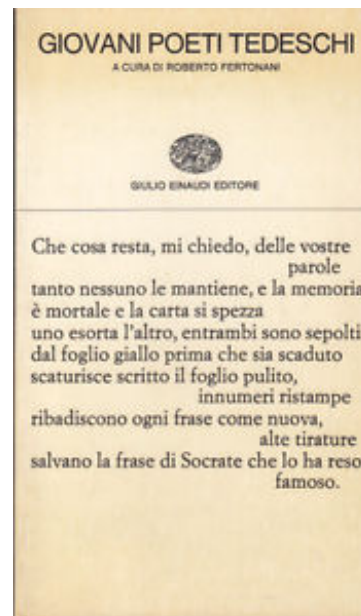 GIOVANI POETI TEDESCHI
A CURA DI ROBERTO FERTONANI
GIULIO EINAUDI EDITORE
Che cosa resta, mi chiedo, delle vostre
parole
tanto nessuno le mantiene, e la memoria
è mortale e la carta si spezza
uno esorta l'altro, entrambi sono sepolti
dal foglio giallo prima che sia scaduto
scaturisce scritto il foglio pulito,
innumeri ristampe
ribadiscono ogni frase come nuova,
alte tirature
salvano la frase di Socrate che lo ha reso
famoso.